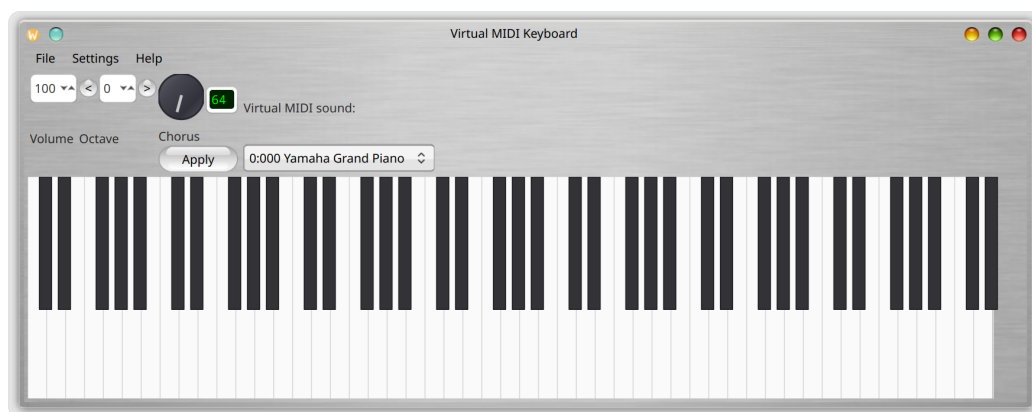 W
Virtual MIDI Keyboard
File Settings Help
100 < 0 > 64 Virtual MIDI sound:
Volume Octave Chorus
Apply 0:000 Yamaha Grand Piano